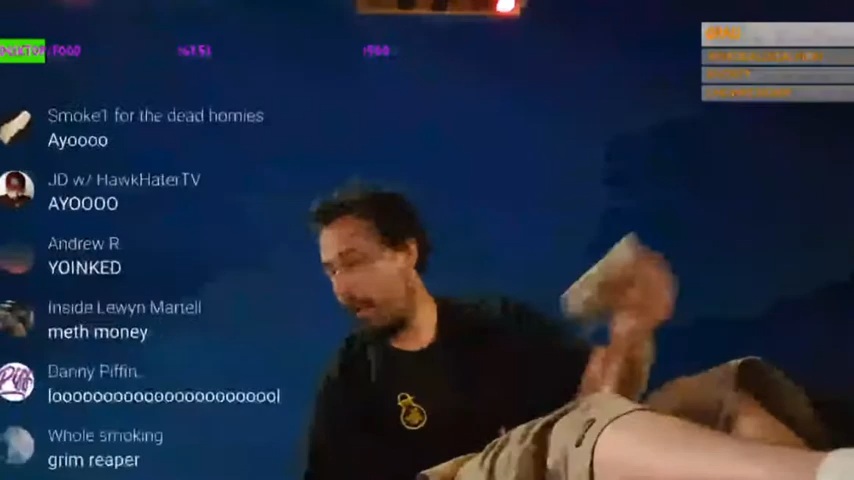 Smoke1 for the dead homies
Ayoooo
JD w/ HawkHaterTV
AYOOOO
Andrew R
YOINKED
Inside Lewyn Martell
meth money
Danny Piffin
looooooooooooooooooooooool
Whole smoking
grim reaper